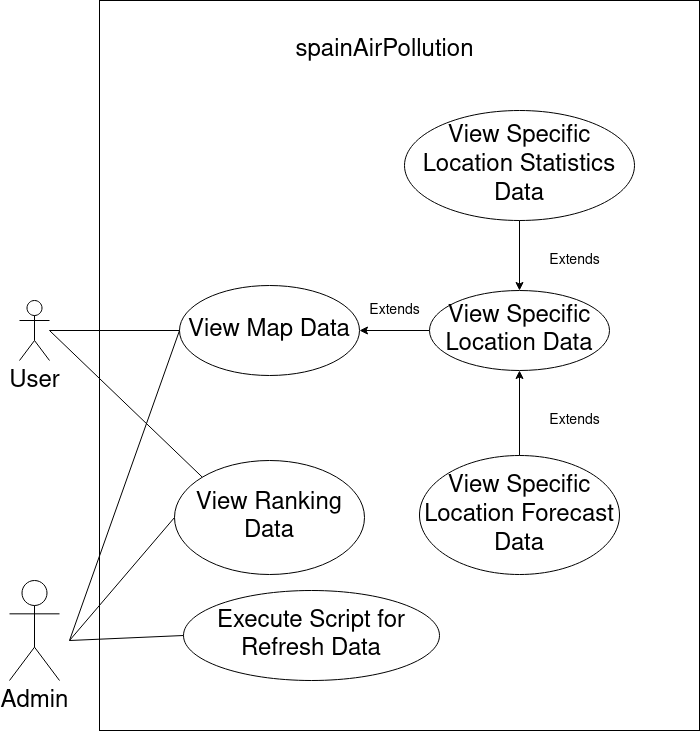 spainAirPollution
View Specific
Location Statistics
Data
Extends
User
View Map Data
Extends
View Specific
Location Data
Extends
View Ranking
Data
View Specific
Location Forecast
Data
Admin
Execute Script for
Refresh Data